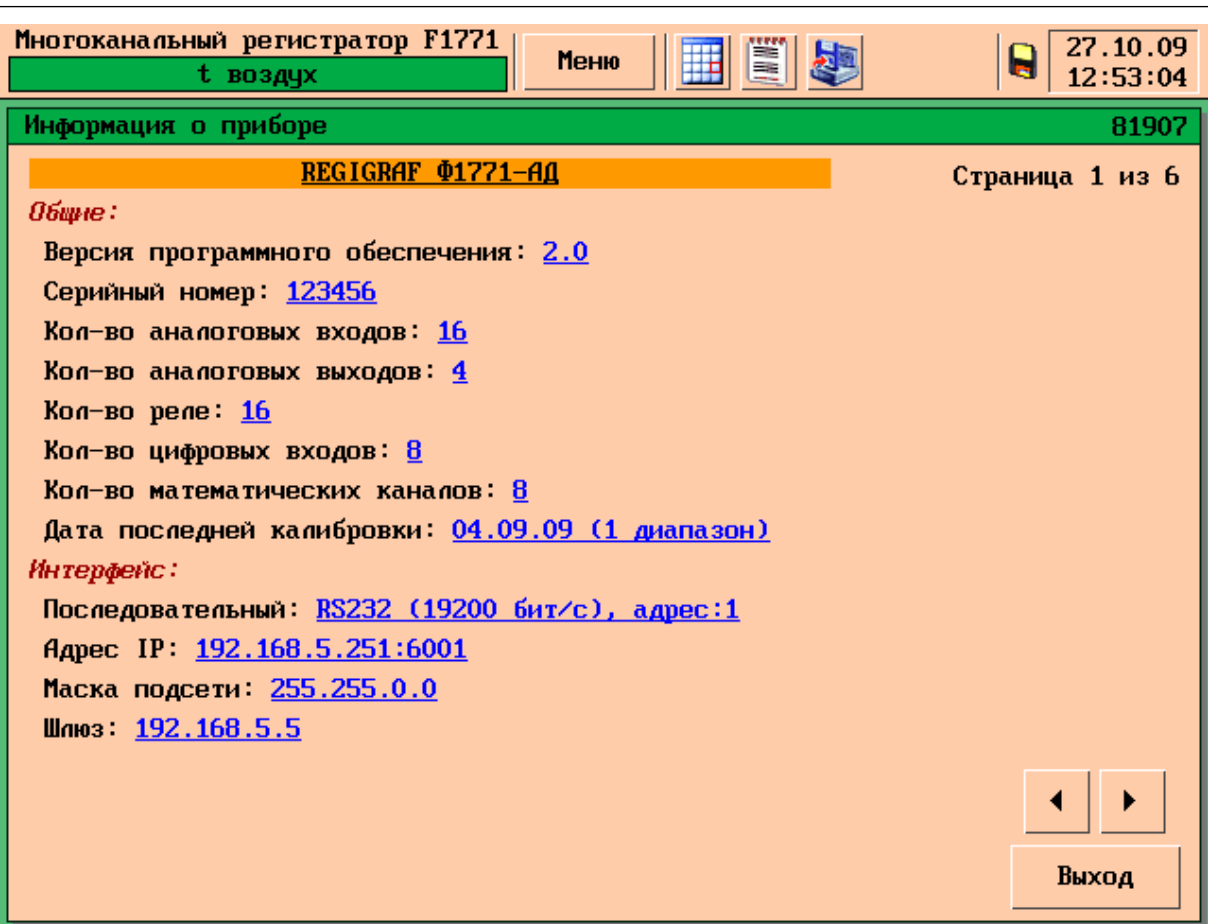 Многоканальный регистратор F1771
t воздух
Меню
27.10.09
12:53:04
Информация о приборе 81907
REGIGRAF Ф1771-АД
Страница 1 из 6
Общие:
Версия программного обеспечения: 2.0
Серийный номер: 123456
Кол-во аналоговых входов: 16
Кол-во аналоговых выходов: 4
Кол-во реле: 16
Кол-во цифровых входов: 8
Кол-во математических каналов: 8
Дата последней калибровки: 04.09.09 (1 диапазон)
Интерфейс:
Последовательный: RS232 (19200 бит/с), адрес:1
Адрес IP: 192.168.5.251:6001
Маска подсети: 255.255.0.0
Шлюз: 192.168.5.5
Выход